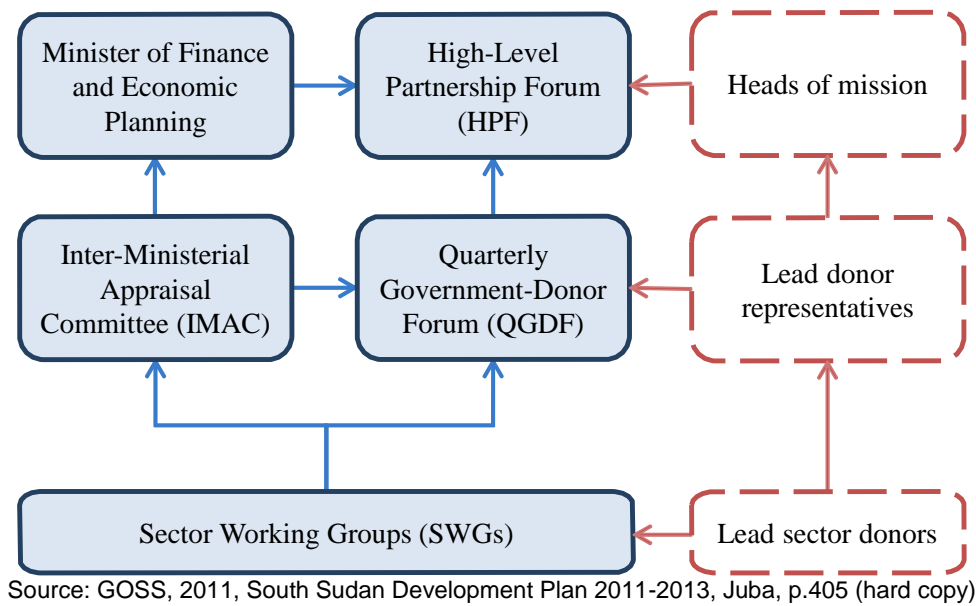 Minister of Finance
and Economic
Planning
High-Level
Partnership Forum
(HPF)
Heads of mission
Inter-Ministerial
Appraisal
Committee (IMAC)
Quarterly
Government-Donor
Forum (QGDF)
Lead donor
representatives
Sector Working Groups (SWGs)
Lead sector donors
Source: GOSS, 2011, South Sudan Development Plan 2011-2013, Juba, p.405 (hard copy)